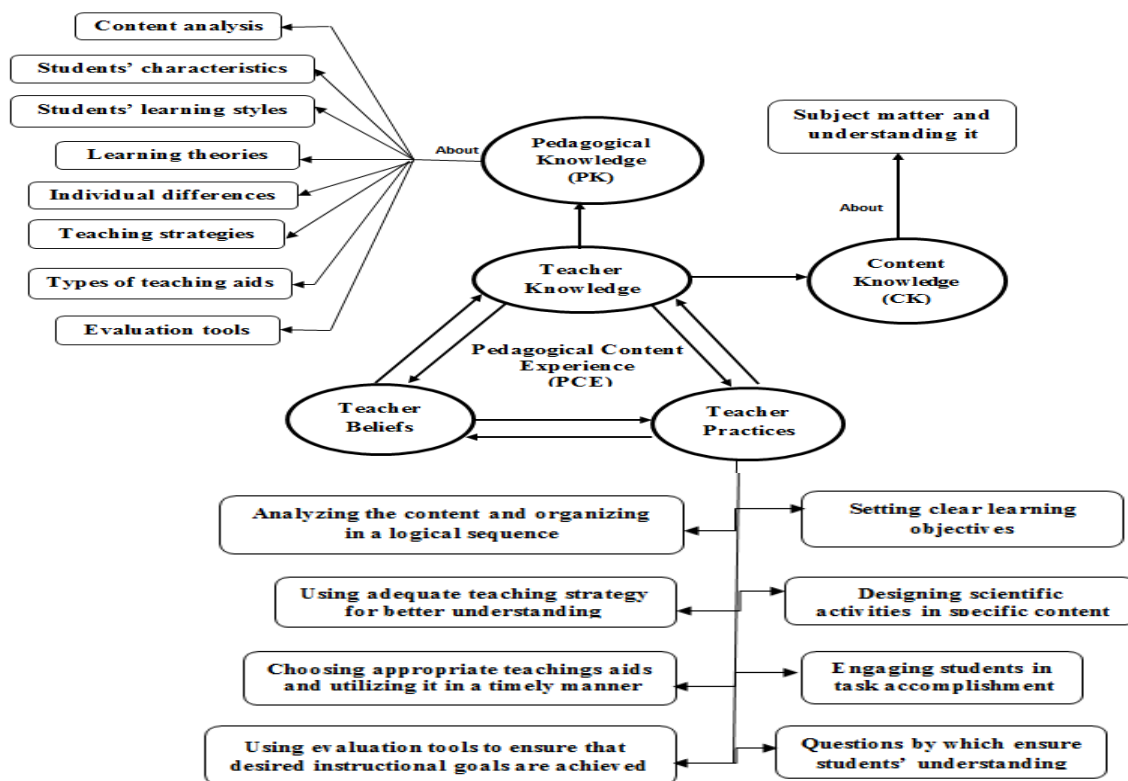 Content analysis
Students’ characteristics
Students’ learning styles
Learning theories
Individual differences
Teaching strategies
Types of teaching aids
Evaluation tools
About
Pedagogical
Knowledge
(PK)
Subject matter and
understanding it
About
Teacher
Knowledge
Content
Knowledge
(CK)
Pedagogical Content
Experience
(PCE)
Teacher
Beliefs
Teacher
Practices
Analyzing the content and organizing
in a logical sequence
Setting clear learning
objectives
Using adequate teaching strategy
for better understanding
Designing scientific
activities in specific content
Choosing appropriate teachings aids
and utilizing it in a timely manner
Engaging students in
task accomplishment
Using evaluation tools to ensure that
desired instructional goals are achieved
Questions by which ensure
students’ understanding